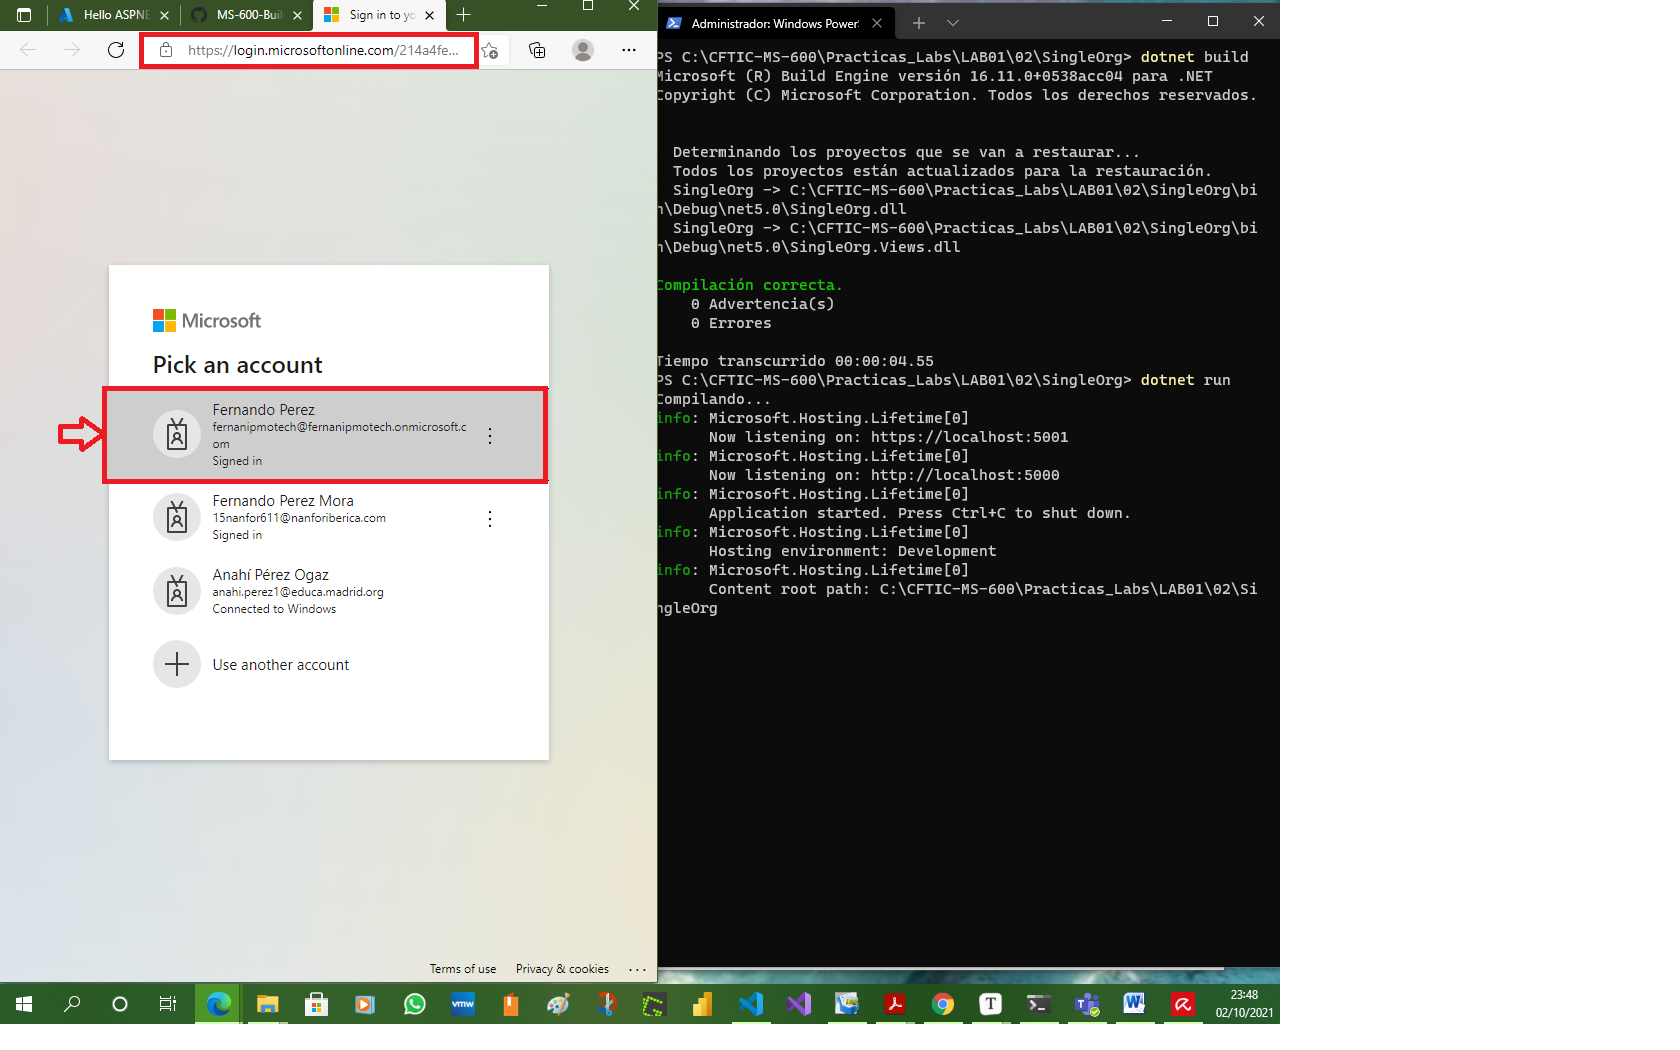 Hello ASPNE
MS-600-Buil
Sign in to yo
https://login.microsoftonline.com/214a4fe...
Microsoft
Pick an account
Fernando Perez
fernanipmotech@fernanipmotech.onmicrosoft.c
om
Signed in
Fernando Perez Mora
15nanfor611@nanforiberica.com
Signed in
Anahí Pérez Ogaz
anahi.perez1@educa.madrid.org
Connected to Windows
Use another account
Terms of use
Privacy & cookies
...
Administrador: Windows PowerS
PS C:\CFTIC-MS-600\Practicas_Labs\LAB01\02\SingleOrg> dotnet build
Microsoft (R) Build Engine versión 16.11.0+0538acc04 para .NET
Copyright (C) Microsoft Corporation. Todos los derechos reservados.
Determinando los proyectos que se van a restaurar...
Todos los proyectos están actualizados para la restauración.
SingleOrg -> C:\CFTIC-MS-600\Practicas_Labs\LAB01\02\SingleOrg\bi
n\Debug\net5.0\SingleOrg.dll
SingleOrg -> C:\CFTIC-MS-600\Practicas_Labs\LAB01\02\SingleOrg\bi
n\Debug\net5.0\SingleOrg.Views.dll
Compilación correcta.
0 Advertencia(s)
0 Errores
Tiempo transcurrido 00:00:04.55
PS C:\CFTIC-MS-600\Practicas_Labs\LAB01\02\SingleOrg> dotnet run
Compilando...
info: Microsoft.Hosting.Lifetime[0]
Now listening on: https://localhost:5001
info: Microsoft.Hosting.Lifetime[0]
Now listening on: http://localhost:5000
info: Microsoft.Hosting.Lifetime[0]
Application started. Press Ctrl+C to shut down.
info: Microsoft.Hosting.Lifetime[0]
Hosting environment: Development
info: Microsoft.Hosting.Lifetime[0]
Content root path: C:\CFTIC-MS-600\Practicas_Labs\LAB01\02\Si
ngleOrg
vmw
T
23:48
02/10/2021